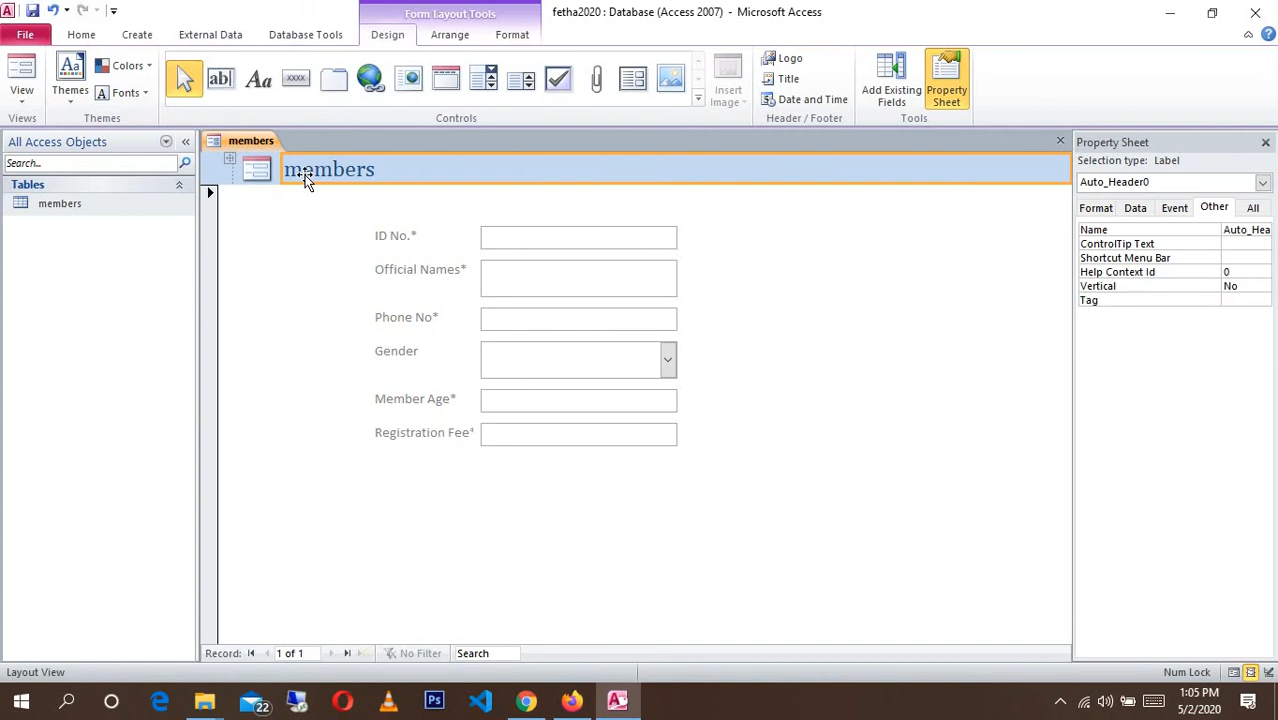 Form Layout Tools
fetha2020 : Database (Access 2007) - Microsoft Access
File Home Create External Data Database Tools Design Arrange Format
View
Views
Themes
Colors
Fonts
Themes
ab|
Aa
xxxx
Controls
Insert
Image
Logo
Title
Date and Time
Header / Footer
Add Existing
Fields
Property
Sheet
Tools
All Access Objects
Search...
Tables
members
members
members
ID No.*
Official Names*
Phone No*
Gender
Member Age*
Registration Fee*
Property Sheet
Selection type: Label
Auto_Header0
Format Data Event Other All
Name Auto_Hea
ControlTip Text
Shortcut Menu Bar
Help Context Id 0
Vertical No
Tag
Record: 1 of 1 No Filter Search
Layout View
Num Lock
22
Ps
1:05 PM
5/2/2020